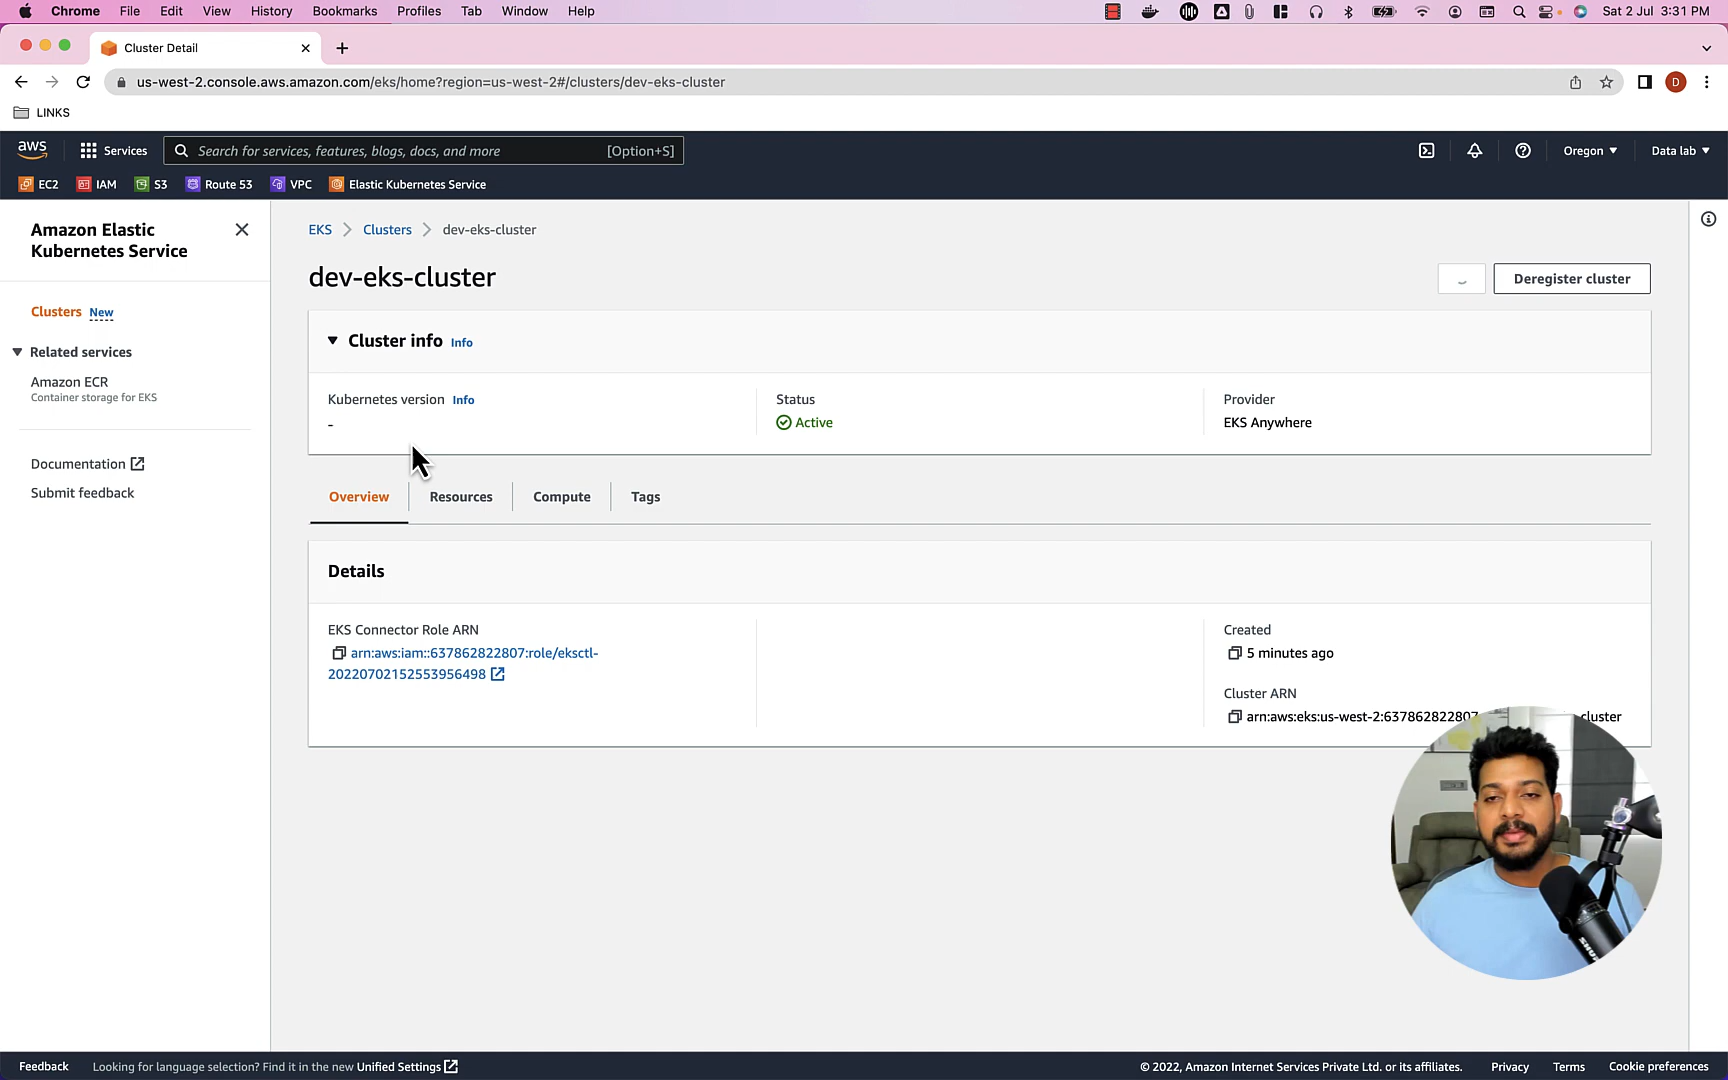 Chrome File Edit View History Bookmarks Profiles Tab Window Help Sat 2 Jul 3:31 PM
Cluster Detail
us-west-2.console.aws.amazon.com/eks/home?region=us-west-2#/clusters/dev-eks-cluster D
LINKS
aws Services Search for services, features, blogs, docs, and more [Option+S] Oregon Data lab
EC2 IAM S3 Route 53 VPC Elastic Kubernetes Service
Amazon Elastic
Kubernetes Service
Clusters New
Related services
Amazon ECR
Container storage for EKS
Documentation
Submit feedback
EKS Clusters dev-eks-cluster
dev-eks-cluster
Deregister cluster
Cluster info Info
Kubernetes version Info
-
Status
Active
Provider
EKS Anywhere
Overview Resources Compute Tags
Details
EKS Connector Role ARN
arn:aws:iam::637862822807:role/eksctl-
20220702152553956498
Created
5 minutes ago
Cluster ARN
arn:aws:eks:us-west-2:637862822807 cluster
Feedback Looking for language selection? Find it in the new Unified Settings © 2022, Amazon Internet Services Private Ltd. or its affiliates. Privacy Terms Cookie preferences